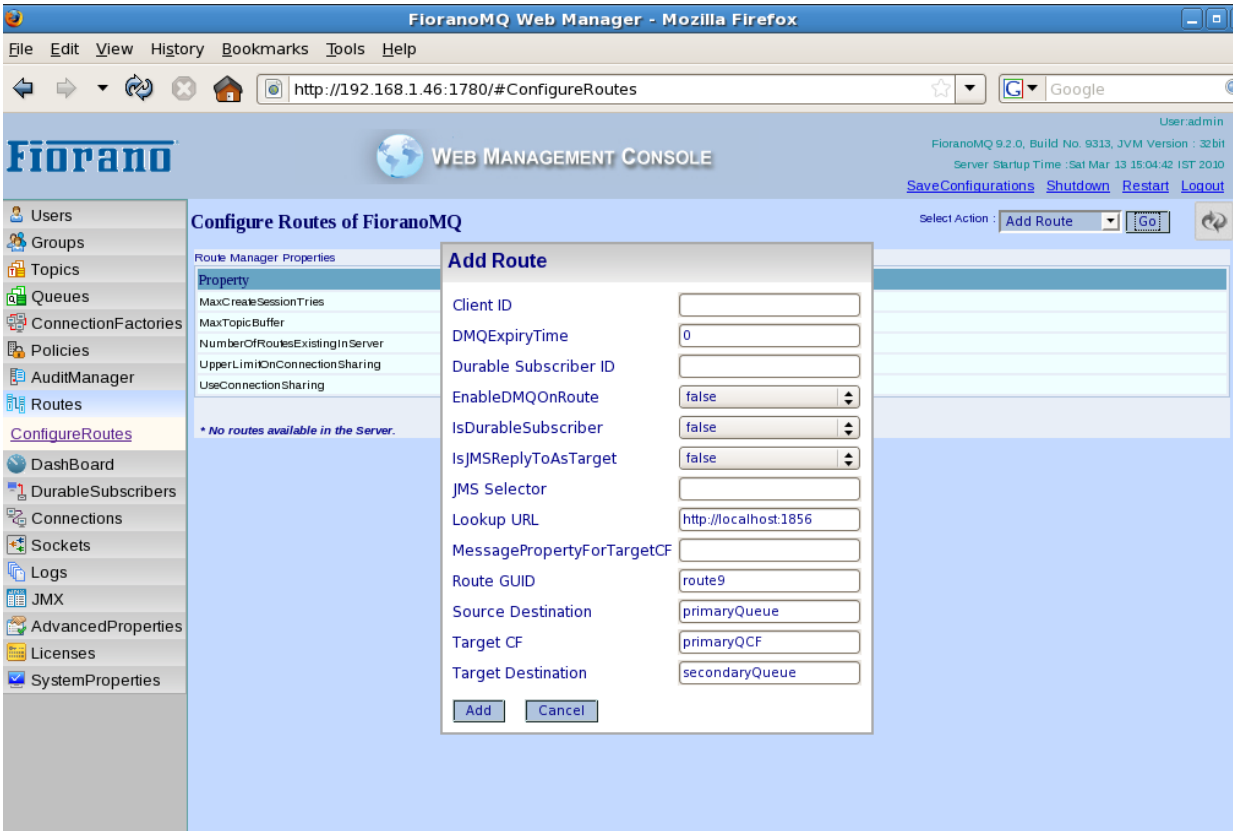 FioranoMQ Web Manager - Mozilla Firefox
File Edit View History Bookmarks Tools Help
http://192.168.1.46:1780/#ConfigureRoutes
G Google
User:admin
Fiorano WEB MANAGEMENT CONSOLE
FioranoMQ 9.2.0, Build No. 9313, JVM Version : 32bit
Server Startup Time :Sat Mar 13 15:04:42 IST 2010
SaveConfigurations Shutdown Restart Logout
Users
Groups
Topics
Queues
ConnectionFactories
Policies
AuditManager
Routes
ConfigureRoutes
DashBoard
DurableSubscribers
Connections
Sockets
Logs
JMX
AdvancedProperties
Licenses
SystemProperties
Configure Routes of FioranoMQ
Select Action : Add Route Go
Route Manager Properties
Property
MaxCreateSessionTries
MaxTopicBuffer
NumberOfRoutesExistingInServer
UpperLimitOnConnectionSharing
UseConnectionSharing
* No routes available in the Server.
Add Route
Client ID
DMQExpiryTime 0
Durable Subscriber ID
EnableDMQOnRoute false
IsDurableSubscriber false
IsJMSReplyToAsTarget false
JMS Selector
Lookup URL http://localhost:1856
MessagePropertyForTargetCF
Route GUID route9
Source Destination primaryQueue
Target CF primaryQCF
Target Destination secondaryQueue
Add Cancel